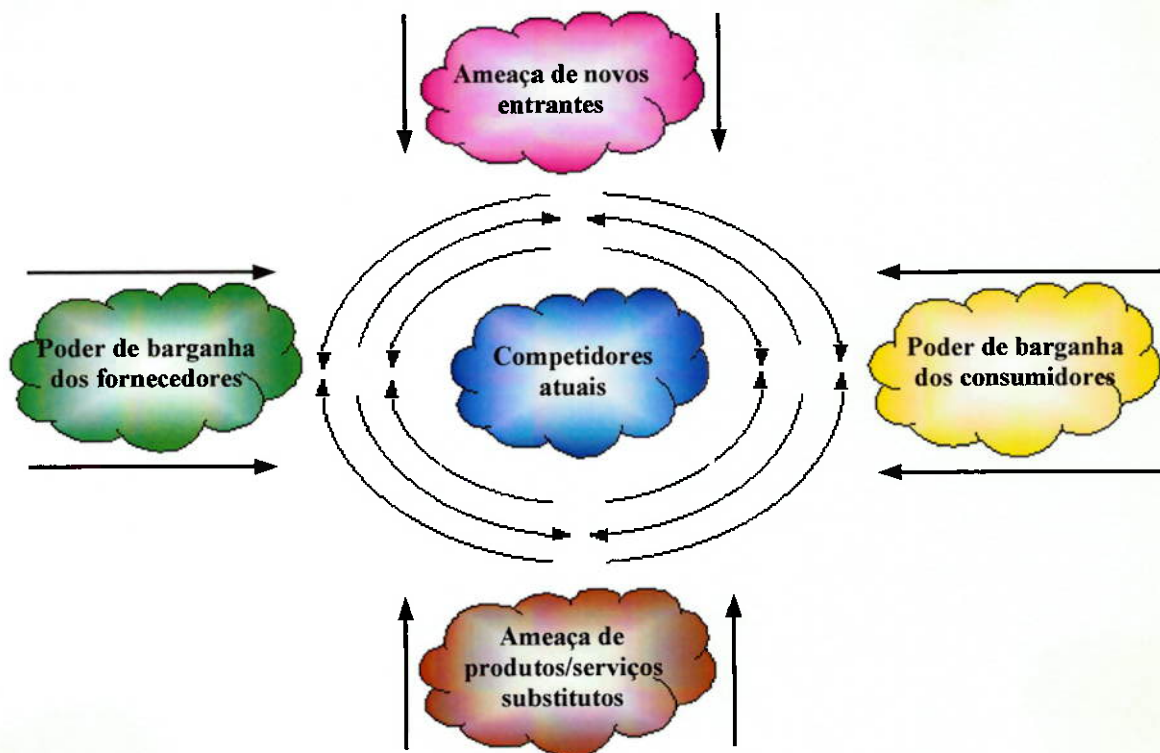 Ameaça de novos
entrantes
Poder de barganha
dos fornecedores
Competidores
atuais
Poder de barganha
dos consumidores
Ameaça de
produtos/serviços
substitutos